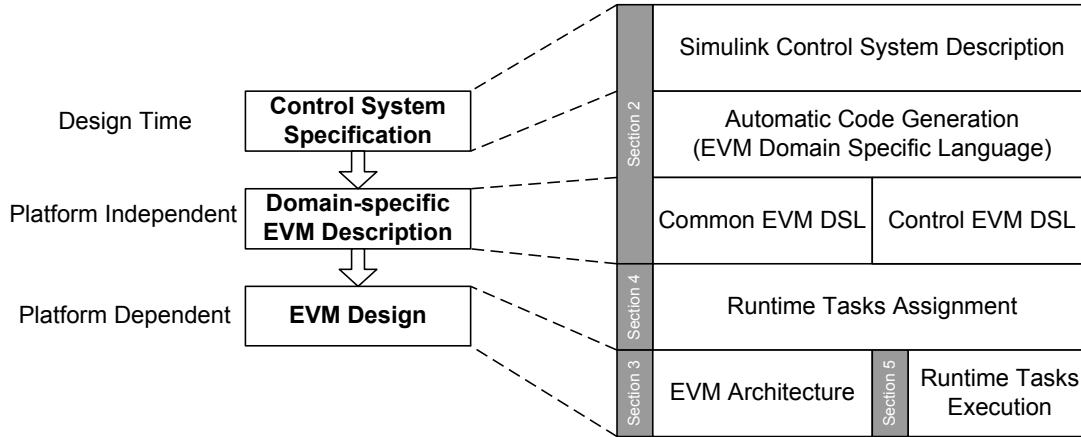 Design Time
Control System
Specification
Platform Independent
Domain-specific
EVM Description
Platform Dependent
EVM Design
Section 2
Simulink Control System Description
Automatic Code Generation
(EVM Domain Specific Language)
Common EVM DSL
Control EVM DSL
Section 4
Runtime Tasks Assignment
Section 3
EVM Architecture
Section 5
Runtime Tasks
Execution